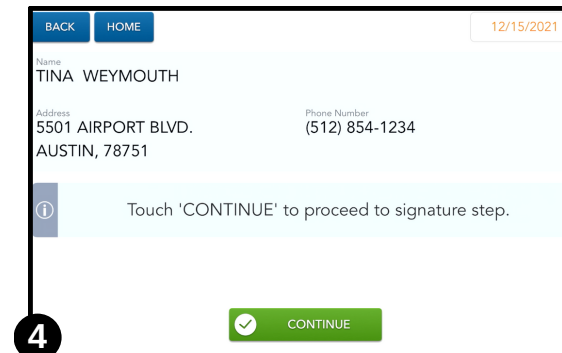 BACK HOME 12/15/2021
Name
TINA WEYMOUTH
Address Phone Number
5501 AIRPORT BLVD. (512) 854-1234
AUSTIN, 78751
i Touch 'CONTINUE' to proceed to signature step.
CONTINUE
4